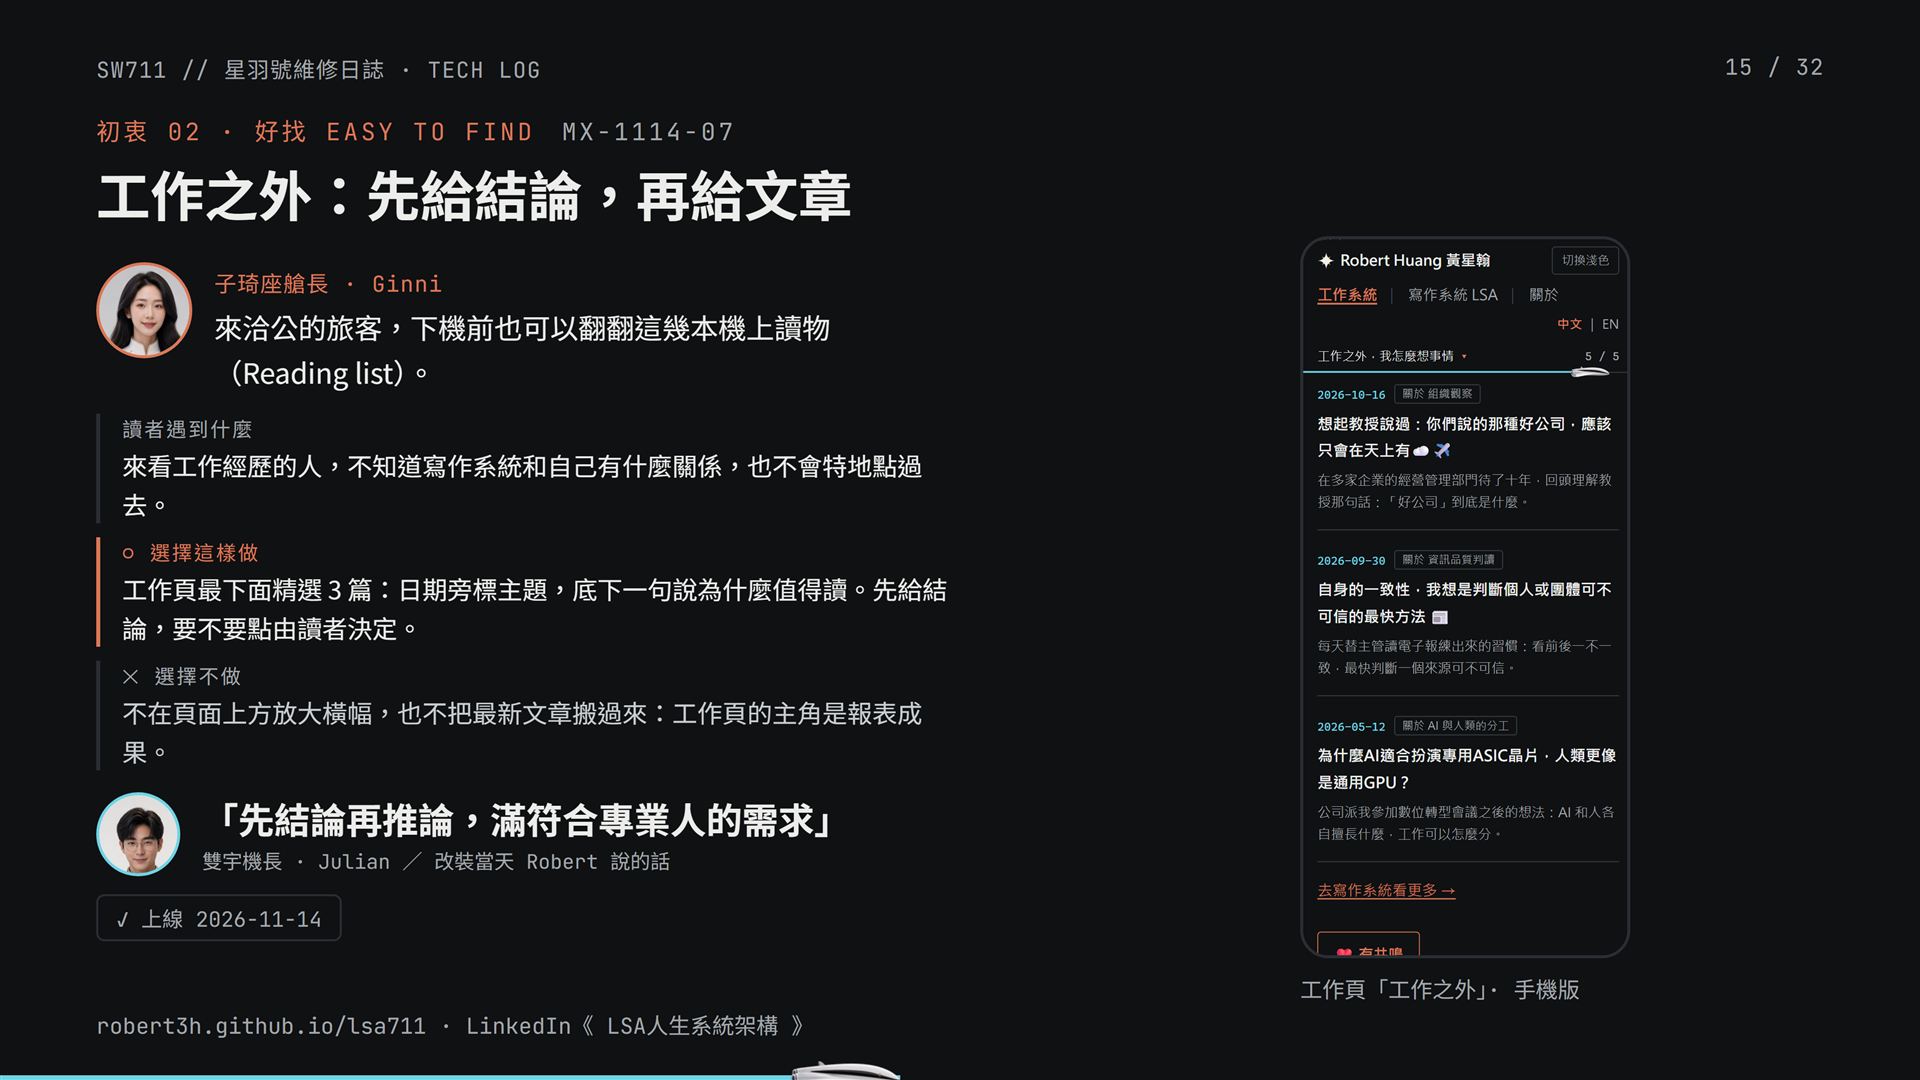 SW711 // 星羽號維修日誌 · TECH LOG
15 / 32
初衷 02 · 好找 EASY TO FIND MX-1114-07
工作之外：先給結論，再給文章
子琦座艙長 · Ginni
來洽公的旅客，下機前也可以翻翻這幾本機上讀物
（Reading list）。
讀者遇到什麼
來看工作經歷的人，不知道寫作系統和自己有什麼關係，也不會特地點過
去。
○ 選擇這樣做
工作頁最下面精選 3 篇：日期旁標主題，底下一句說為什麼值得讀。先給結
論，要不要點由讀者決定。
× 選擇不做
不在頁面上方放大橫幅，也不把最新文章搬過來：工作頁的主角是報表成
果。
「先結論再推論，滿符合專業人的需求」
雙宇機長 · Julian ／ 改裝當天 Robert 說的話
✓ 上線 2026-11-14
robert3h.github.io/lsa711 · LinkedIn《 LSA人生系統架構 》
✦ Robert Huang 黃星翰
切換淺色
工作系統 | 寫作系統 LSA | 關於
中文 | EN
工作之外．我怎麼想事情 ▾
5 / 5
2026-10-16 關於 組織觀察
想起教授說過：你們說的那種好公司．應該
只會在天上有☁️ ✈️
在多家企業的經營管理部門待了十年．回頭理解教
授那句話：「好公司」到底是什麼。
2026-09-30 關於 資訊品質判讀
自身的一致性．我想是判斷個人或團體可不
可信的最快方法 📰
每天替主管讀電子報練出來的習慣：看前後一不一
致．最快判斷一個來源可不可信。
2026-05-12 關於 AI 與人類的分工
為什麼AI適合扮演專用ASIC晶片．人類更像
是通用GPU？
公司派我參加數位轉型會議之後的想法：AI 和人各
自擅長什麼．工作可以怎麼分。
去寫作系統看更多 →
有共鳴
工作頁「工作之外」· 手機版